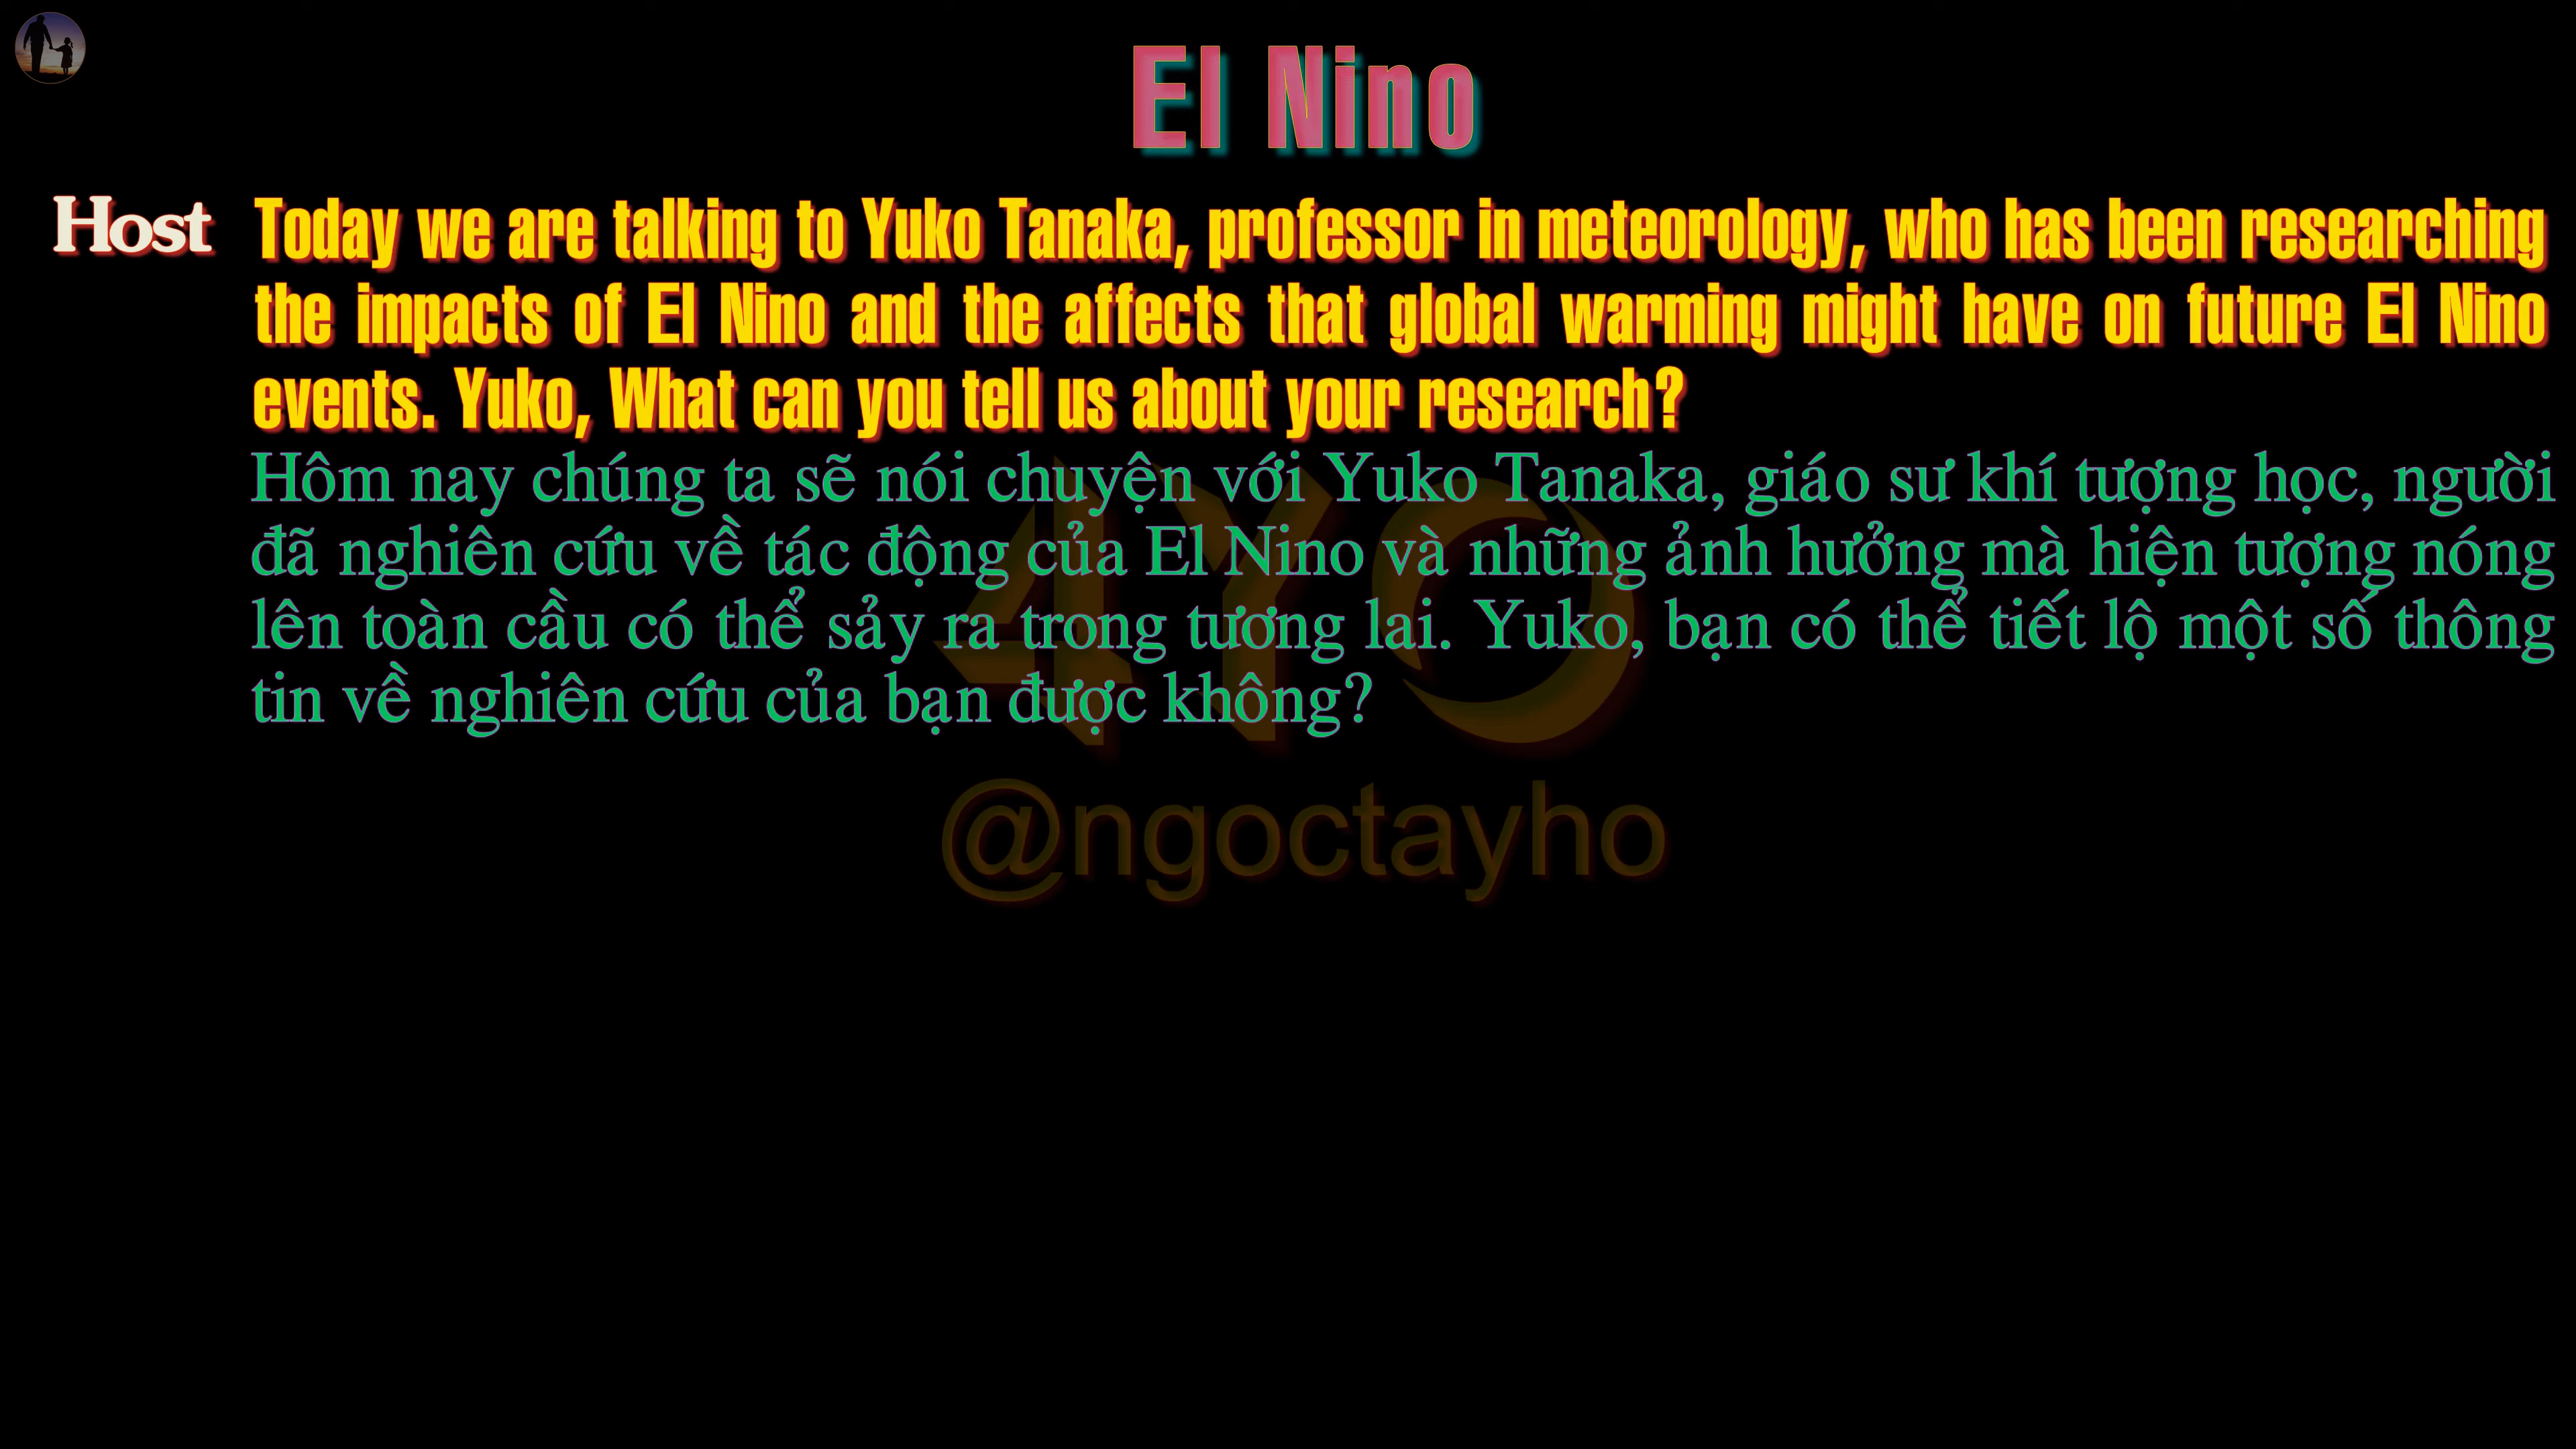 El Nino
Host Today we are talking to Yuko Tanaka, professor in meteorology, who has been researching
the impacts of El Nino and the affects that global warming might have on future El Nino
events. Yuko, What can you tell us about your research?
Hôm nay chúng ta sẽ nói chuyện với Yuko Tanaka, giáo sư khí tượng học, người
đã nghiên cứu về tác động của El Nino và những ảnh hưởng mà hiện tượng nóng
lên toàn cầu có thể sảy ra trong tương lai. Yuko, bạn có thể tiết lộ một số thông
tin về nghiên cứu của bạn được không?
4YO
@ngoctayho